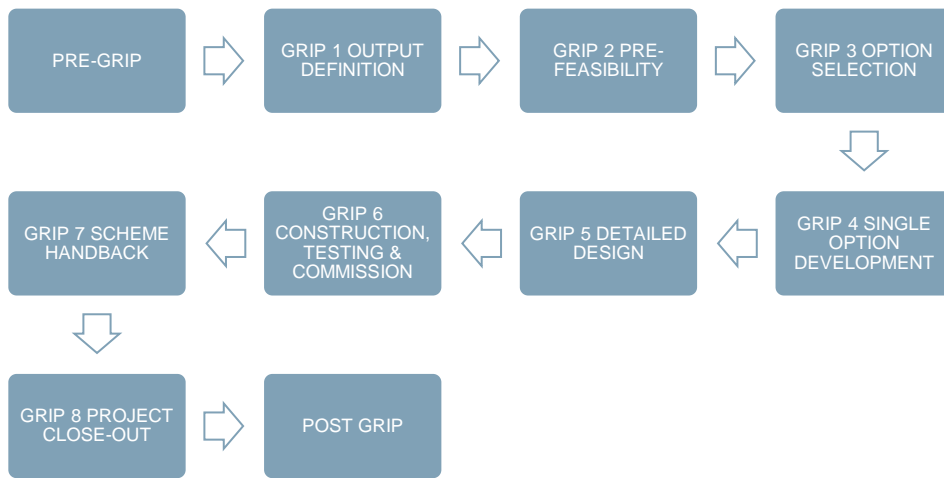 PRE-GRIP
GRIP 1 OUTPUT
DEFINITION
GRIP 2 PRE-
FEASIBILITY
GRIP 3 OPTION
SELECTION
GRIP 4 SINGLE
OPTION
DEVELOPMENT
GRIP 5 DETAILED
DESIGN
GRIP 6
CONSTRUCTION,
TESTING &
COMMISSION
GRIP 7 SCHEME
HANDBACK
GRIP 8 PROJECT
CLOSE-OUT
POST GRIP